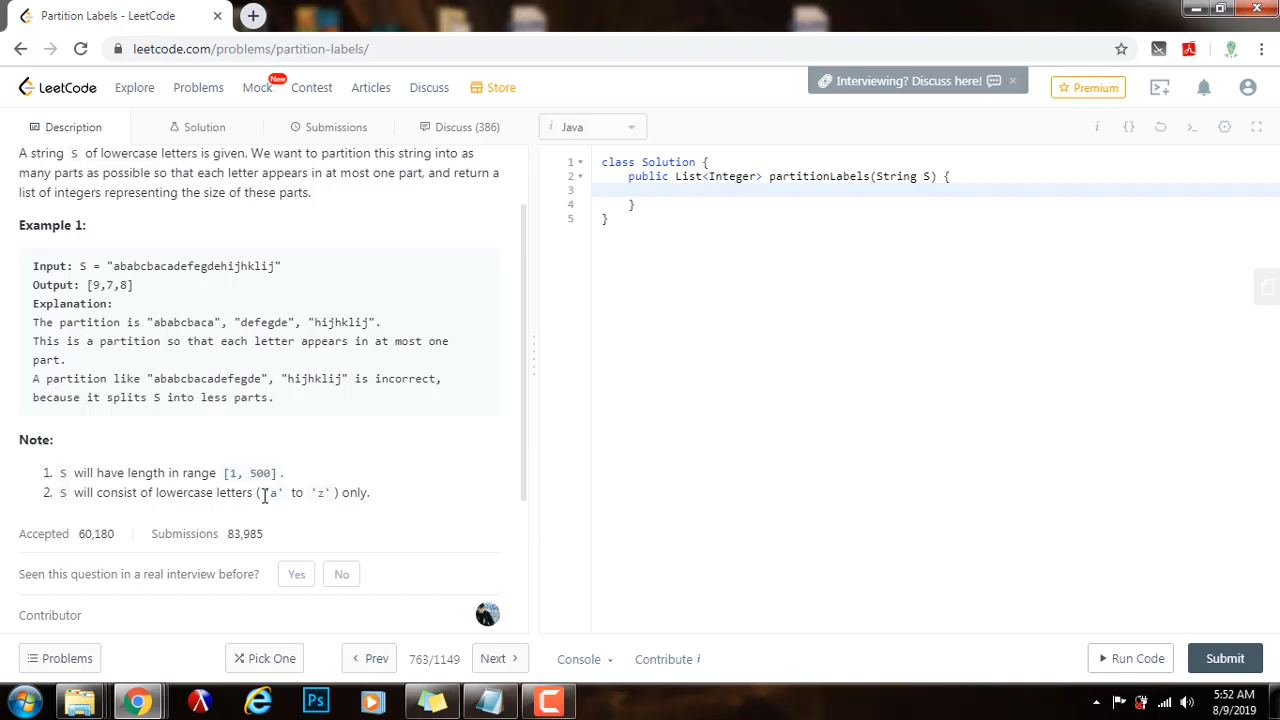 Partition Labels - LeetCode
leetcode.com/problems/partition-labels/
LeetCode Explore Problems Mock New Contest Articles Discuss Store
Interviewing? Discuss here!
Premium
Description Solution Submissions Discuss (386)
i Java
A string S of lowercase letters is given. We want to partition this string into as
many parts as possible so that each letter appears in at most one part, and return a
list of integers representing the size of these parts.
Example 1:
Input: S = "ababcbacadefegdehijhklij"
Output: [9,7,8]
Explanation:
The partition is "ababcbaca", "defegde", "hijhklij".
This is a partition so that each letter appears in at most one
part.
A partition like "ababcbacadefegde", "hijhklij" is incorrect,
because it splits S into less parts.
Note:
1. S will have length in range [1, 500].
2. S will consist of lowercase letters ('a' to 'z') only.
Accepted 60,180 Submissions 83,985
Seen this question in a real interview before? Yes No
Contributor
1 class Solution {
2 public List<Integer> partitionLabels(String S) {
3
4 }
5 }
Problems Pick One Prev 763/1149 Next Console Contribute i Run Code Submit
5:52 AM
8/9/2019